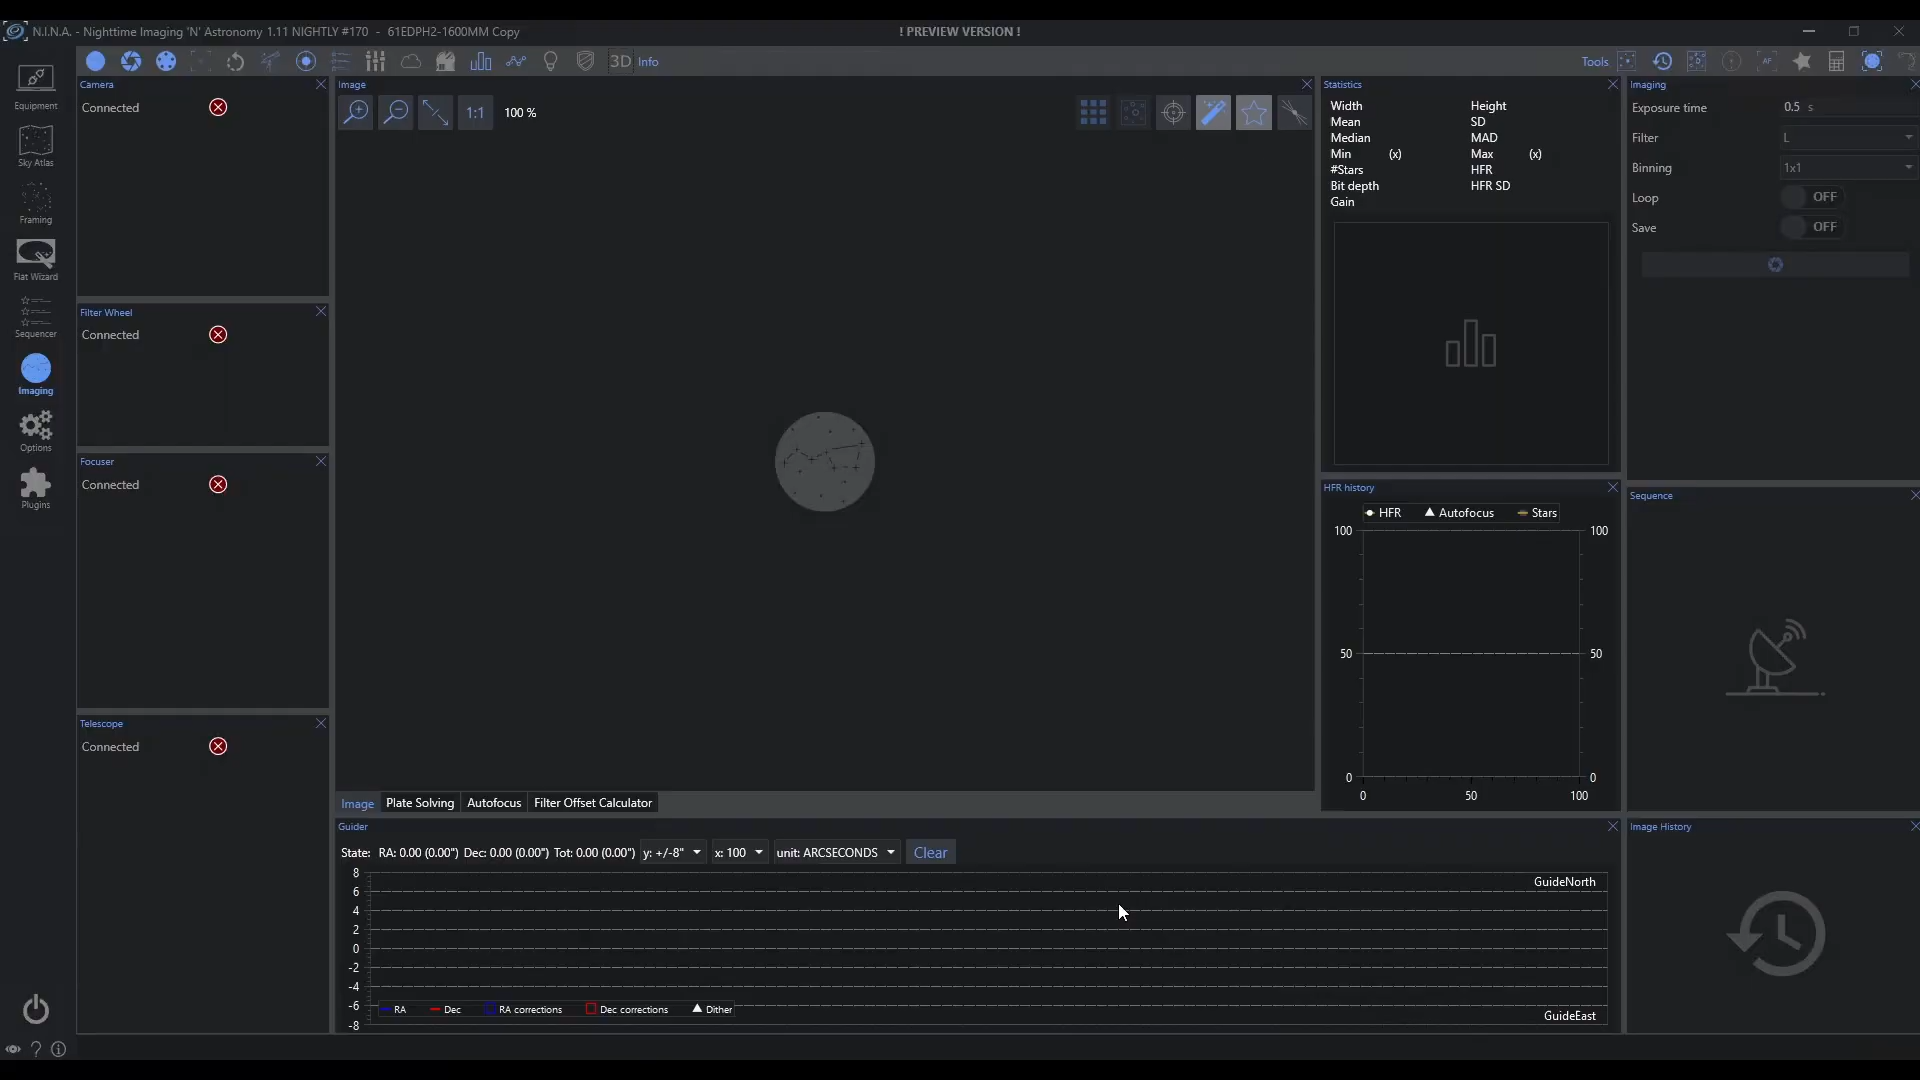 N.I.N.A. - Nighttime Imaging 'N' Astronomy 1.11 NIGHTLY #170 - 61EDPH2-1600MM Copy
! PREVIEW VERSION !
3D Info
Tools
AF
Equipment
Sky Atlas
Framing
Flat Wizard
Sequencer
Imaging
Options
Plugins
Camera
Connected
Filter Wheel
Connected
Focuser
Connected
Telescope
Connected
Image
1:1 100 %
Image Plate Solving Autofocus Filter Offset Calculator
Statistics
Width Height
Mean SD
Median MAD
Min (x) Max (x)
#Stars HFR
Bit depth HFR SD
Gain
HFR history
HFR Autofocus Stars
100 100
50 50
0 0
0 50 100
Imaging
Exposure time 0.5 s
Filter L
Binning 1x1
Loop OFF
Save OFF
Sequence
Image History
Guider
State: RA: 0.00 (0.00") Dec: 0.00 (0.00") Tot: 0.00 (0.00") y: +/-8" x: 100 unit: ARCSECONDS Clear
8
6
4
2
0
-2
-4
-6
-8
GuideNorth
GuideEast
RA Dec RA corrections Dec corrections Dither